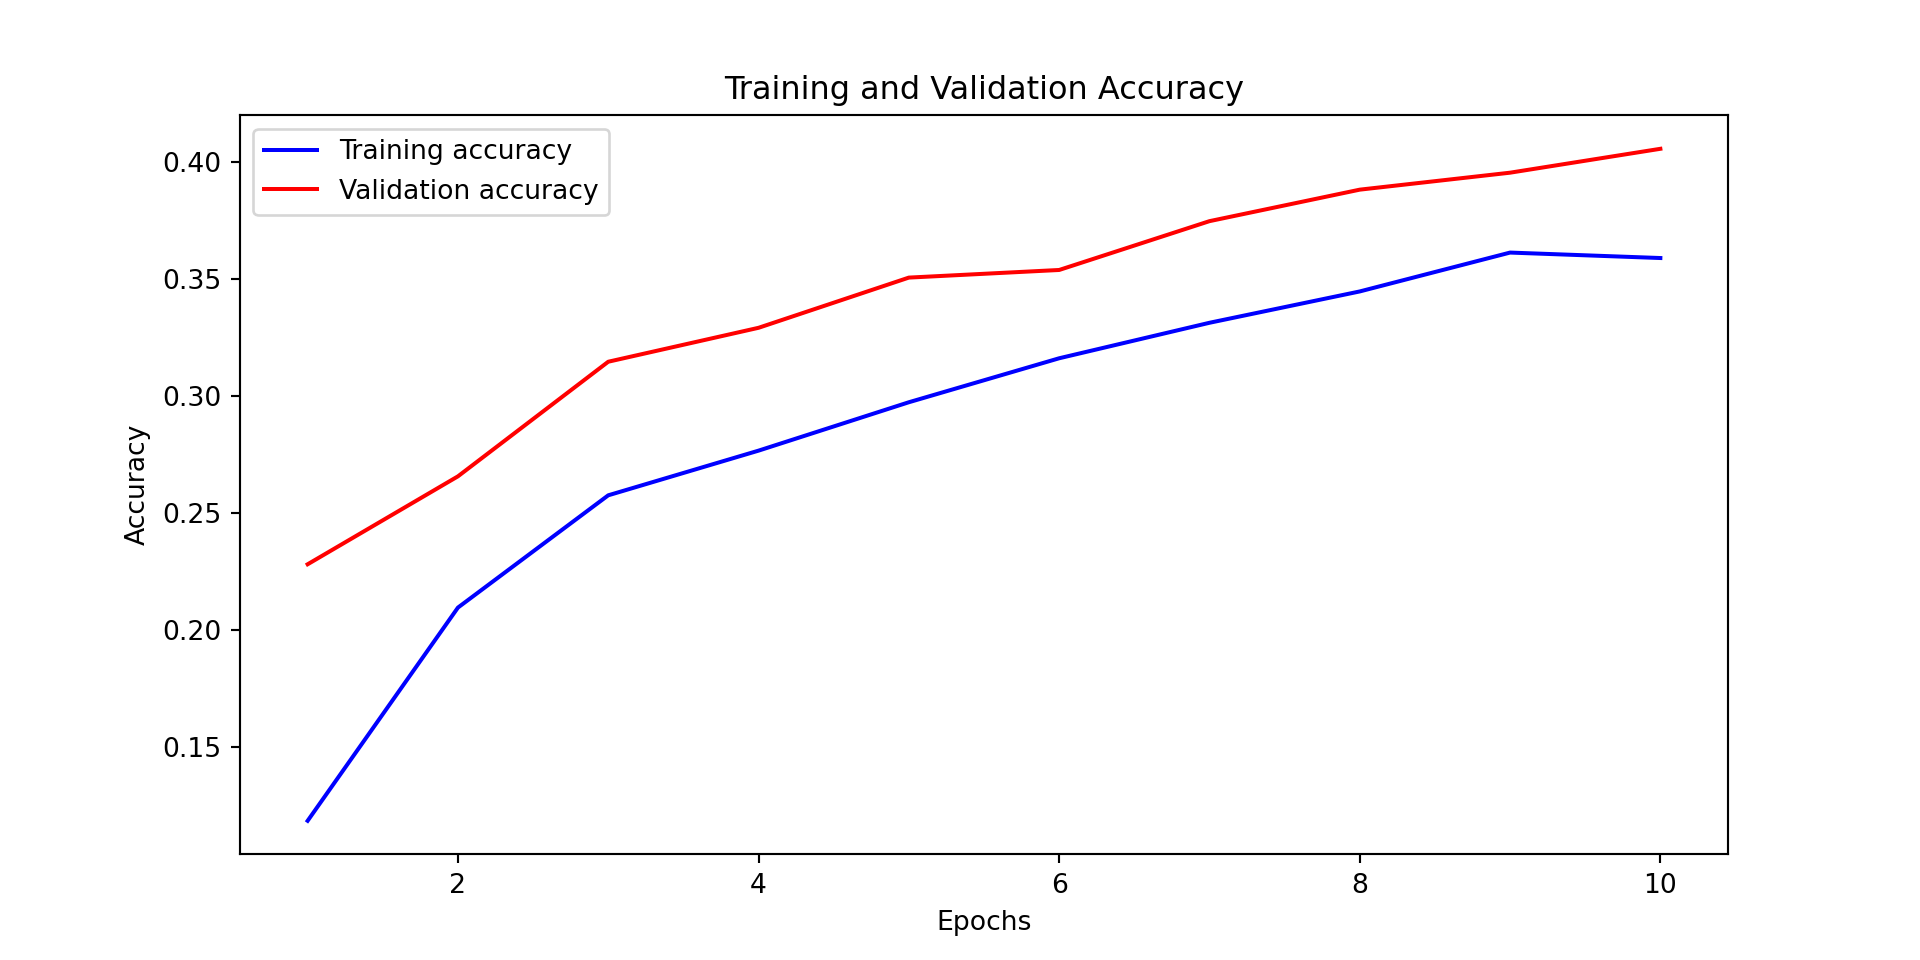 Training and Validation Accuracy
Training accuracy
Validation accuracy
0.40
0.35
0.30
0.25
0.20
0.15
Accuracy
2 4 6 8 10
Epochs